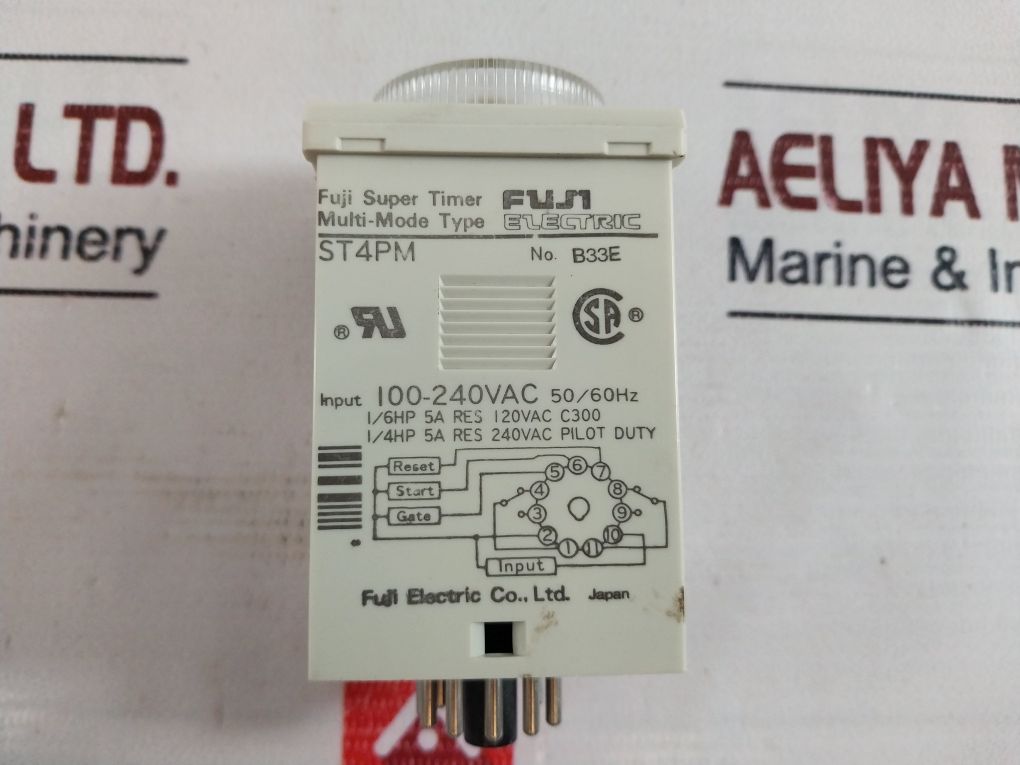 LTD.
hinery
AELIYA M
Marine & In
Fuji Super Timer FUJI
Multi-Mode Type ELECTRIC
ST4PM No. B33E
® RU SA ®
Input 100-240VAC 50/60Hz
1/6HP 5A RES 120VAC C300
1/4HP 5A RES 240VAC PILOT DUTY
Reset
Start
Gate
5 6 7
4 8
3 9
2 10
1 11
Input
Fuji Electric Co., Ltd. Japan